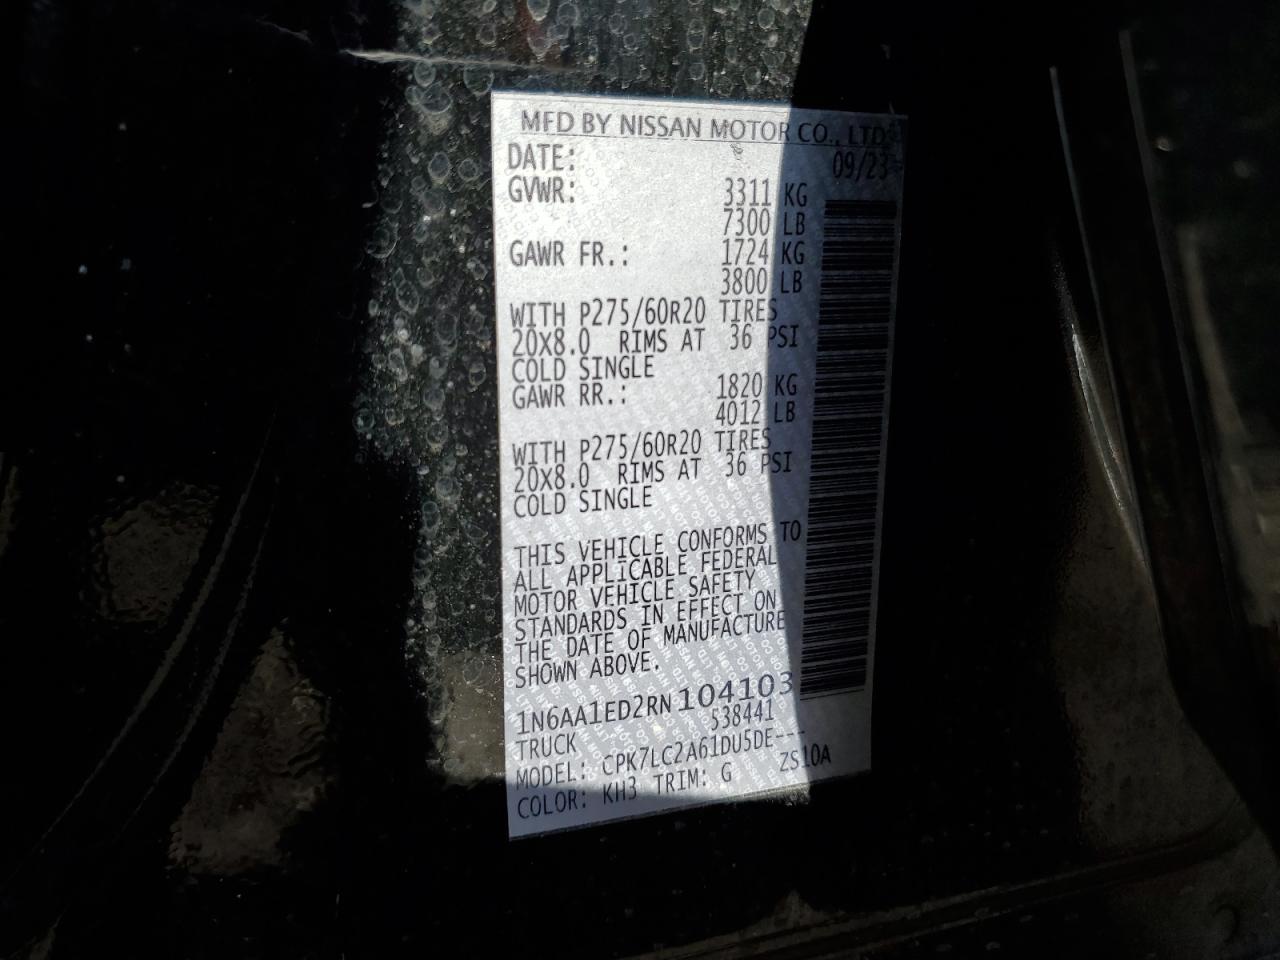 MFD BY NISSAN MOTOR CO., LTD.
DATE: 09/23
GVWR: 3311 KG
7300 LB
GAWR FR.: 1724 KG
3800 LB
WITH P275/60R20 TIRES
20X8.0 RIMS AT 36 PSI
COLD SINGLE
GAWR RR.: 1820 KG
4012 LB
WITH P275/60R20 TIRES
20X8.0 RIMS AT 36 PSI
COLD SINGLE
THIS VEHICLE CONFORMS TO
ALL APPLICABLE FEDERAL
MOTOR VEHICLE SAFETY
STANDARDS IN EFFECT ON
THE DATE OF MANUFACTURE
SHOWN ABOVE.
1N6AA1ED2RN104103
TRUCK 538441
MODEL: CPK7LC2A61DU5DE---
COLOR: KH3 TRIM: G ZS10A